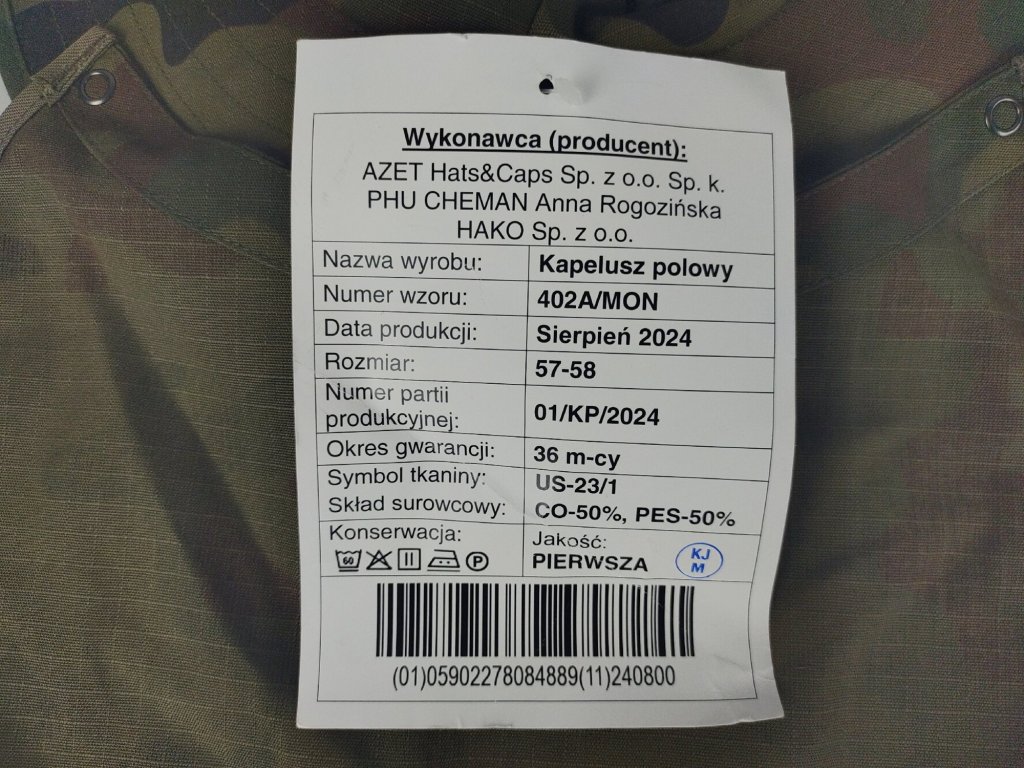 Wykonawca (producent):
AZET Hats&Caps Sp. z o.o. Sp. k.
PHU CHEMAN Anna Rogozińska
HAKO Sp. z o.o.
Nazwa wyrobu: Kapelusz polowy
Numer wzoru: 402A/MON
Data produkcji: Sierpień 2024
Rozmiar: 57-58
Numer partii
produkcyjnej: 01/KP/2024
Okres gwarancji: 36 m-cy
Symbol tkaniny: US-23/1
Skład surowcowy: CO-50%, PES-50%
Konserwacja:
60 P
Jakość:
PIERWSZA
KJ
M
(01)05902278084889(11)240800